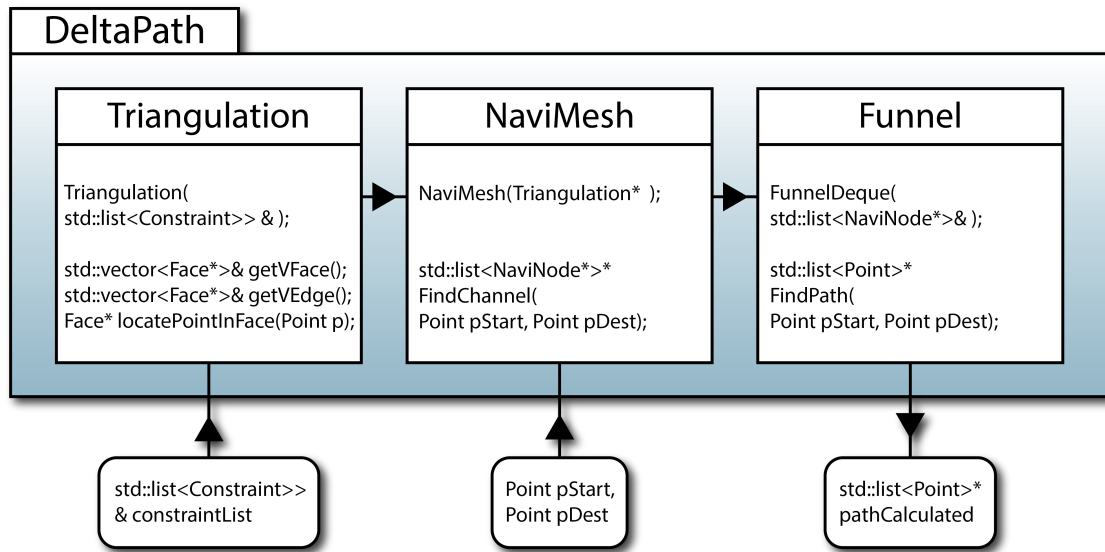 DeltaPath
Triangulation
Triangulation(
std::list<Constraint>> & );
std::vector<Face*>& getVFace();
std::vector<Face*>& getVEdge();
Face* locatePointInFace(Point p);
NaviMesh
NaviMesh(Triangulation* );
std::list<NaviNode*>*
FindChannel(
Point pStart, Point pDest);
Funnel
FunnelDeque(
std::list<NaviNode*>& );
std::list<Point>*
FindPath(
Point pStart, Point pDest);
std::list<Constraint>>
& constraintList
Point pStart,
Point pDest
std::list<Point>*
pathCalculated